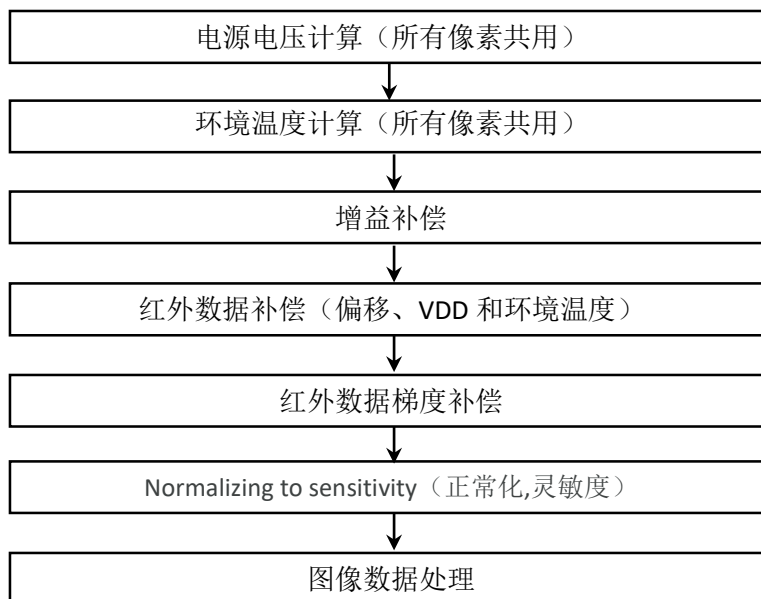 电源电压计算（所有像素共用）
环境温度计算（所有像素共用）
增益补偿
红外数据补偿（偏移、VDD 和环境温度）
红外数据梯度补偿
Normalizing to sensitivity（正常化,灵敏度）
图像数据处理